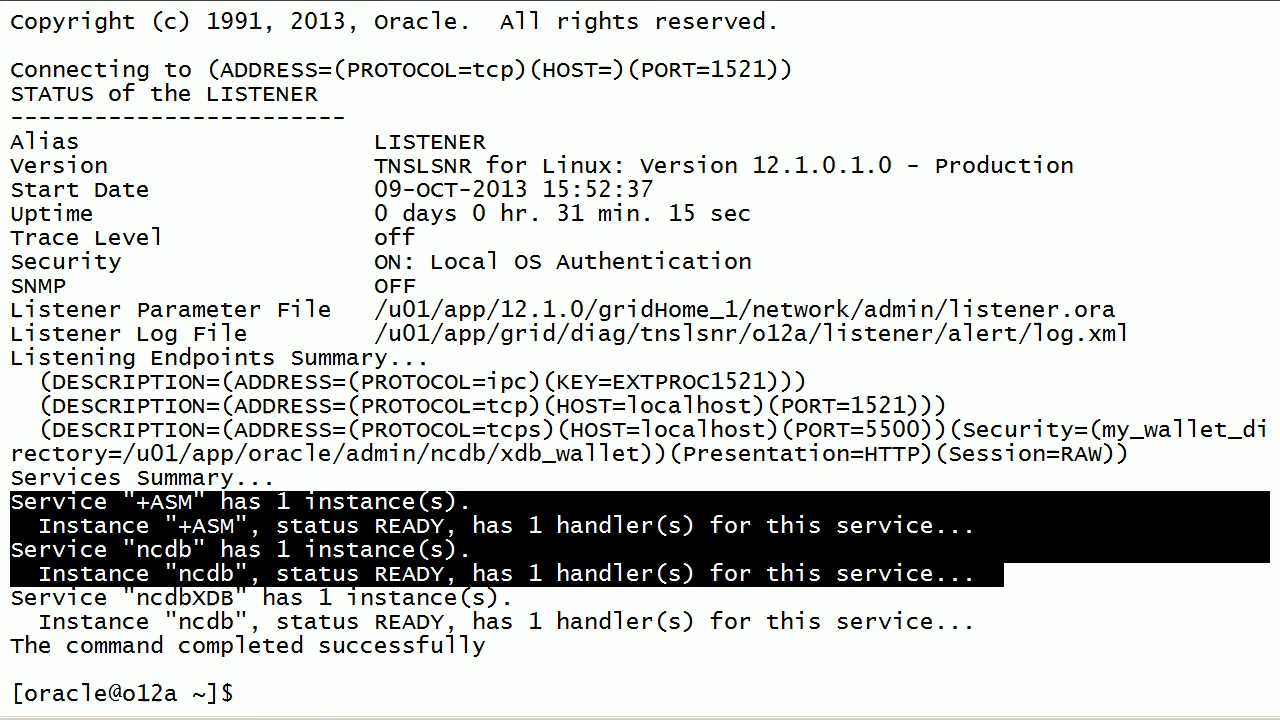 Copyright (c) 1991, 2013, Oracle.  All rights reserved.
Connecting to (ADDRESS=(PROTOCOL=tcp)(HOST=)(PORT=1521))
STATUS of the LISTENER
------------------------
Alias                     LISTENER
Version                   TNSLSNR for Linux: Version 12.1.0.1.0 - Production
Start Date                09-OCT-2013 15:52:37
Uptime                    0 days 0 hr. 31 min. 15 sec
Trace Level               off
Security                  ON: Local OS Authentication
SNMP                      OFF
Listener Parameter File   /u01/app/12.1.0/gridHome_1/network/admin/listener.ora
Listener Log File         /u01/app/grid/diag/tnslsnr/o12a/listener/alert/log.xml
Listening Endpoints Summary...
  (DESCRIPTION=(ADDRESS=(PROTOCOL=ipc)(KEY=EXTPROC1521)))
  (DESCRIPTION=(ADDRESS=(PROTOCOL=tcp)(HOST=localhost)(PORT=1521)))
  (DESCRIPTION=(ADDRESS=(PROTOCOL=tcps)(HOST=localhost)(PORT=5500))(Security=(my_wallet_di
rectory=/u01/app/oracle/admin/ncdb/xdb_wallet))(Presentation=HTTP)(Session=RAW))
Services Summary...
Service "+ASM" has 1 instance(s).
  Instance "+ASM", status READY, has 1 handler(s) for this service...
Service "ncdb" has 1 instance(s).
  Instance "ncdb", status READY, has 1 handler(s) for this service...
Service "ncdbXDB" has 1 instance(s).
  Instance "ncdb", status READY, has 1 handler(s) for this service...
The command completed successfully
[oracle@o12a ~]$